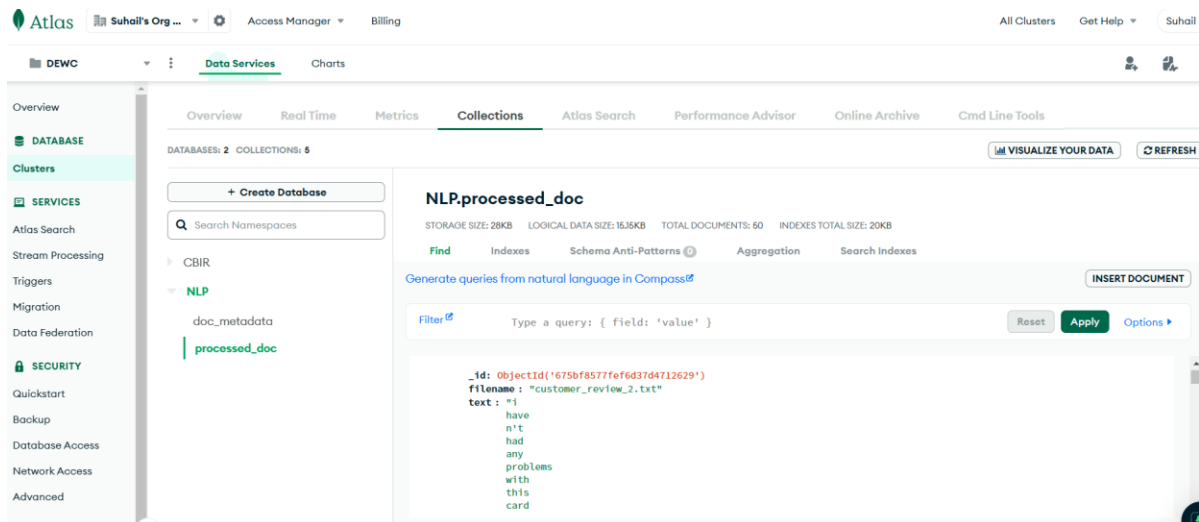 Atlas Suhail's Org ... Access Manager Billing All Clusters Get Help Suhail
DEWC Data Services Charts
Overview
DATABASE
Clusters
SERVICES
Atlas Search
Stream Processing
Triggers
Migration
Data Federation
SECURITY
Quickstart
Backup
Database Access
Network Access
Advanced
Overview Real Time Metrics Collections Atlas Search Performance Advisor Online Archive Cmd Line Tools
DATABASES: 2 COLLECTIONS: 5 VISUALIZE YOUR DATA REFRESH
+ Create Database
Search Namespaces
CBIR
NLP
doc_metadata
processed_doc
NLP.processed_doc
STORAGE SIZE: 28KB LOGICAL DATA SIZE: 15.15KB TOTAL DOCUMENTS: 50 INDEXES TOTAL SIZE: 20KB
Find Indexes Schema Anti-Patterns 0 Aggregation Search Indexes
Generate queries from natural language in Compass INSERT DOCUMENT
Filter Type a query: { field: 'value' } Reset Apply Options
_id: ObjectId('675bf8577fef6d37d4712629')
filename : "customer_review_2.txt"
text : "i
have
n't
had
any
problems
with
this
card